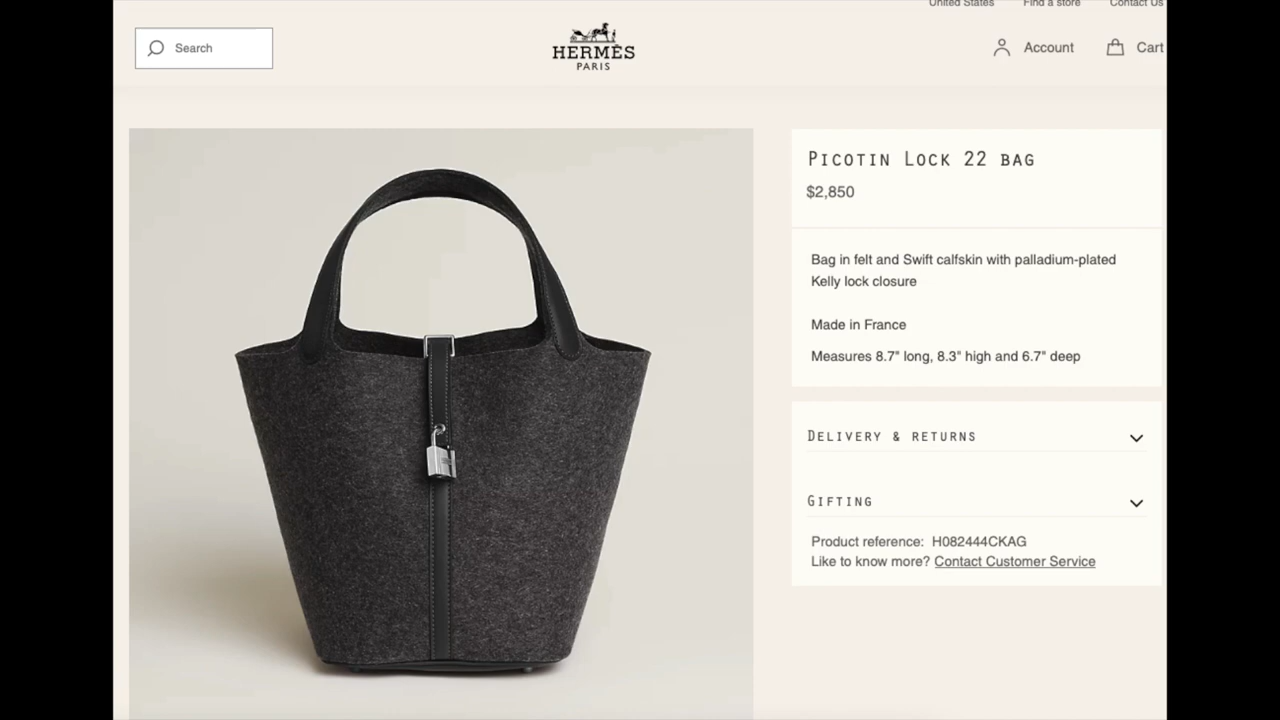 United States Find a store Contact Us
Search
HERMÈS
PARIS
Account
Cart
Picotin Lock 22 bag
$2,850
Bag in felt and Swift calfskin with palladium-plated
Kelly lock closure
Made in France
Measures 8.7" long, 8.3" high and 6.7" deep
Delivery & returns
Gifting
Product reference: H082444CKAG
Like to know more? Contact Customer Service